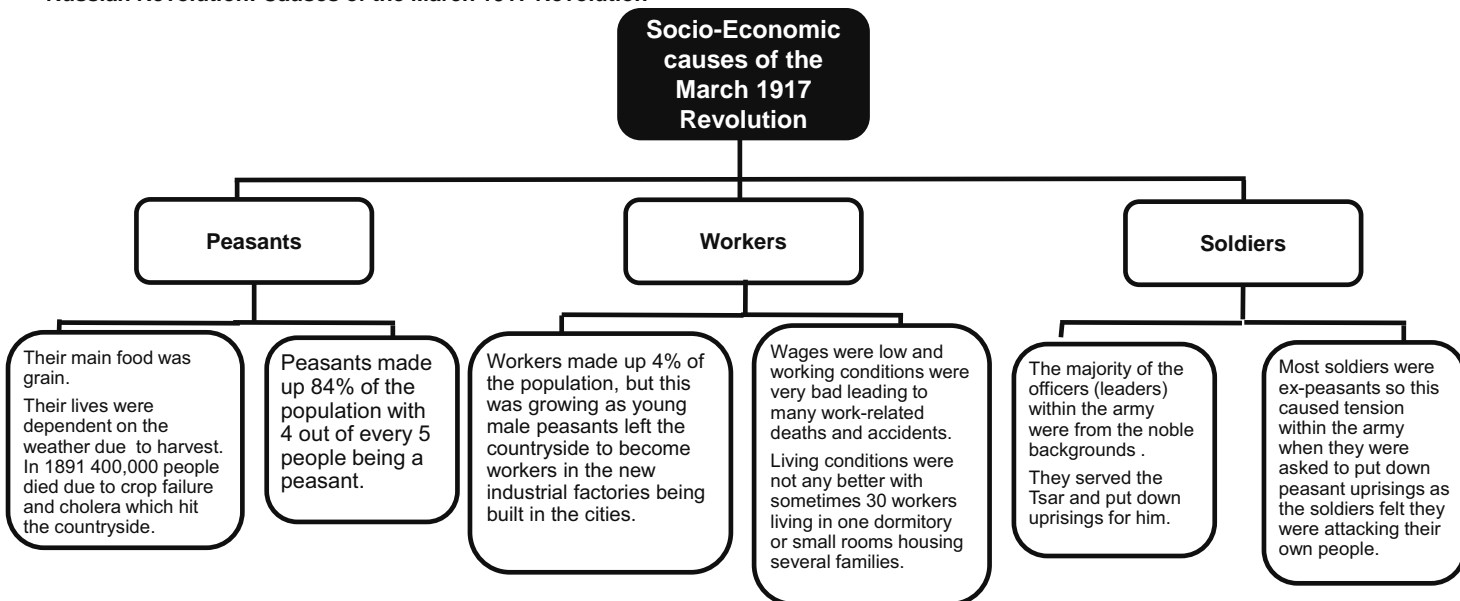 Russian Revolution: Causes of the March 1917 Revolution
Socio-Economic
causes of the
March 1917
Revolution
Peasants
Workers
Soldiers
Their main food was
grain.
Their lives were
dependent on the
weather due to harvest.
In 1891 400,000 people
died due to crop failure
and cholera which hit
the countryside.
Peasants made
up 84% of the
population with
4 out of every 5
people being a
peasant.
Workers made up 4% of
the population, but this
was growing as young
male peasants left the
countryside to become
workers in the new
industrial factories being
built in the cities.
Wages were low and
working conditions were
very bad leading to
many work-related
deaths and accidents.
Living conditions were
not any better with
sometimes 30 workers
living in one dormitory
or small rooms housing
several families.
The majority of the
officers (leaders)
within the army
were from the noble
backgrounds .
They served the
Tsar and put down
uprisings for him.
Most soldiers were
ex-peasants so this
caused tension
within the army
when they were
asked to put down
peasant uprisings as
the soldiers felt they
were attacking their
own people.